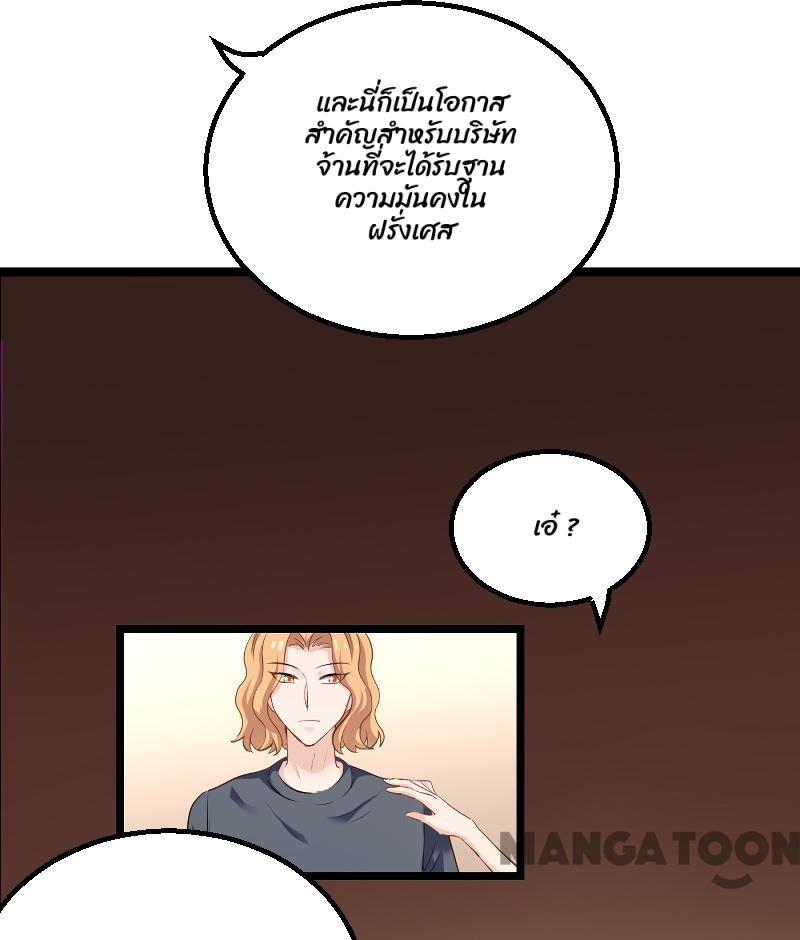 และนี่ก็เป็นโอกาส
สำคัญสำหรับบริษัท
จ้านที่จะได้รับฐาน
ความมั่นคงใน
ฝรั่งเศส
เอ๋ ?
MANGATOON